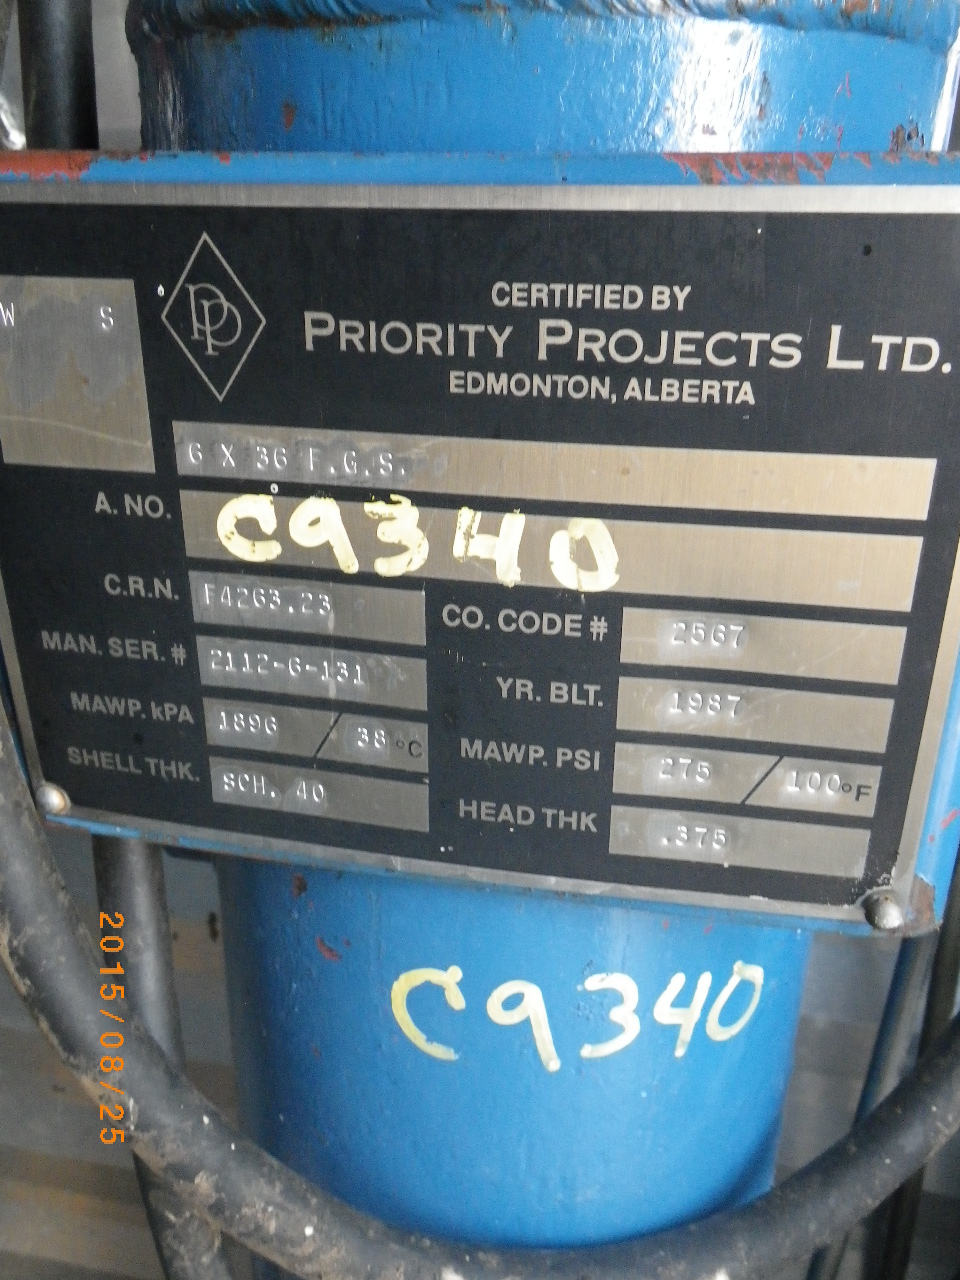 CERTIFIED BY
PP
PRIORITY PROJECTS LTD.
EDMONTON, ALBERTA
W S
6 X 36 F.G.S.
A. NO. C9340
C.R.N. F4263.23
CO. CODE # 2567
MAN. SER. # 2112-6-131
YR. BLT. 1987
MAWP. kPA 1896 / 38 °C
MAWP. PSI 275 / 100 °F
SHELL THK. SCH. 40
HEAD THK .375
C9340
2015/08/25